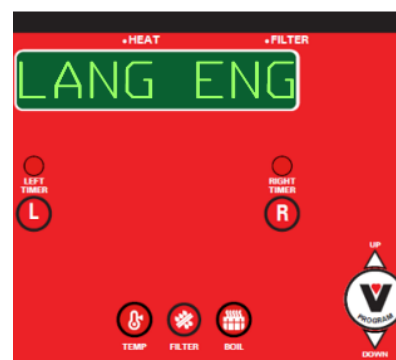 •HEAT •FILTER
LANG ENG
LEFT TIMER RIGHT TIMER
L R
UP
PROGRAM
TEMP FILTER BOIL DOWN